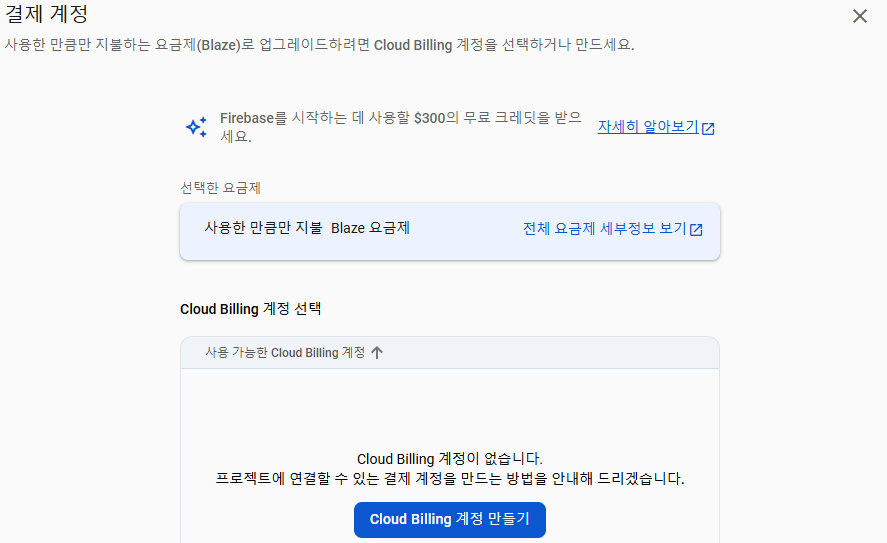 결제 계정
사용한 만큼만 지불하는 요금제(Blaze)로 업그레이드하려면 Cloud Billing 계정을 선택하거나 만드세요.
Firebase를 시작하는 데 사용할 $300의 무료 크레딧을 받으
세요.
자세히 알아보기
선택한 요금제
사용한 만큼만 지불 Blaze 요금제
전체 요금제 세부정보 보기
Cloud Billing 계정 선택
사용 가능한 Cloud Billing 계정
Cloud Billing 계정이 없습니다.
프로젝트에 연결할 수 있는 결제 계정을 만드는 방법을 안내해 드리겠습니다.
Cloud Billing 계정 만들기